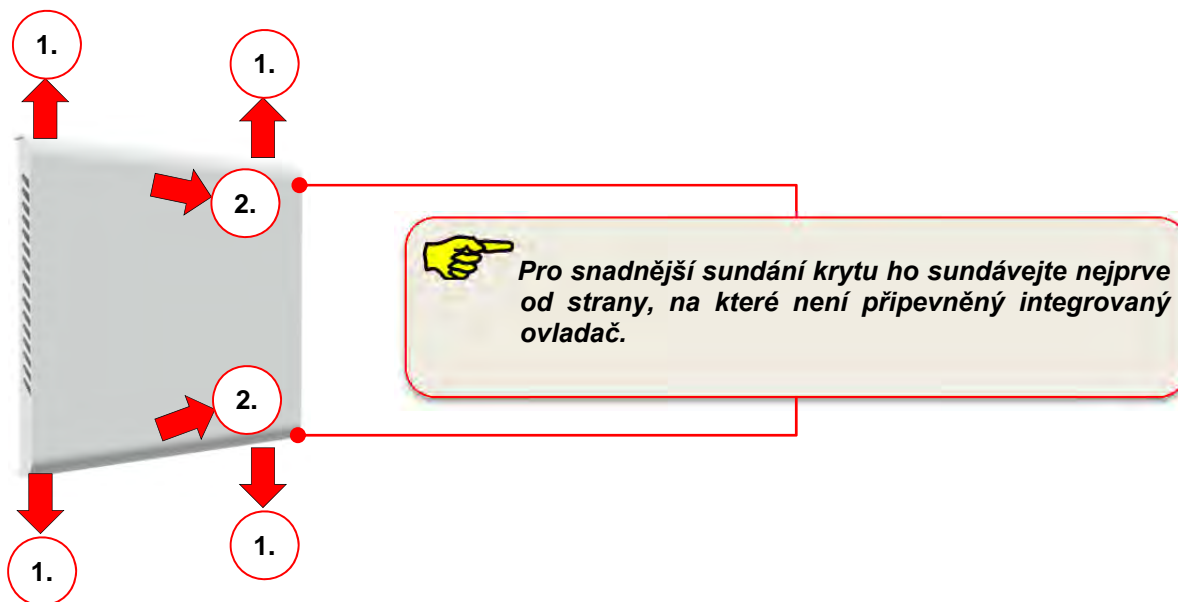 1.
1.
2.
Pro snadnější sundání krytu ho sundávejte nejprve
od strany, na které není připevněný integrovaný
ovladač.
2.
1.
1.